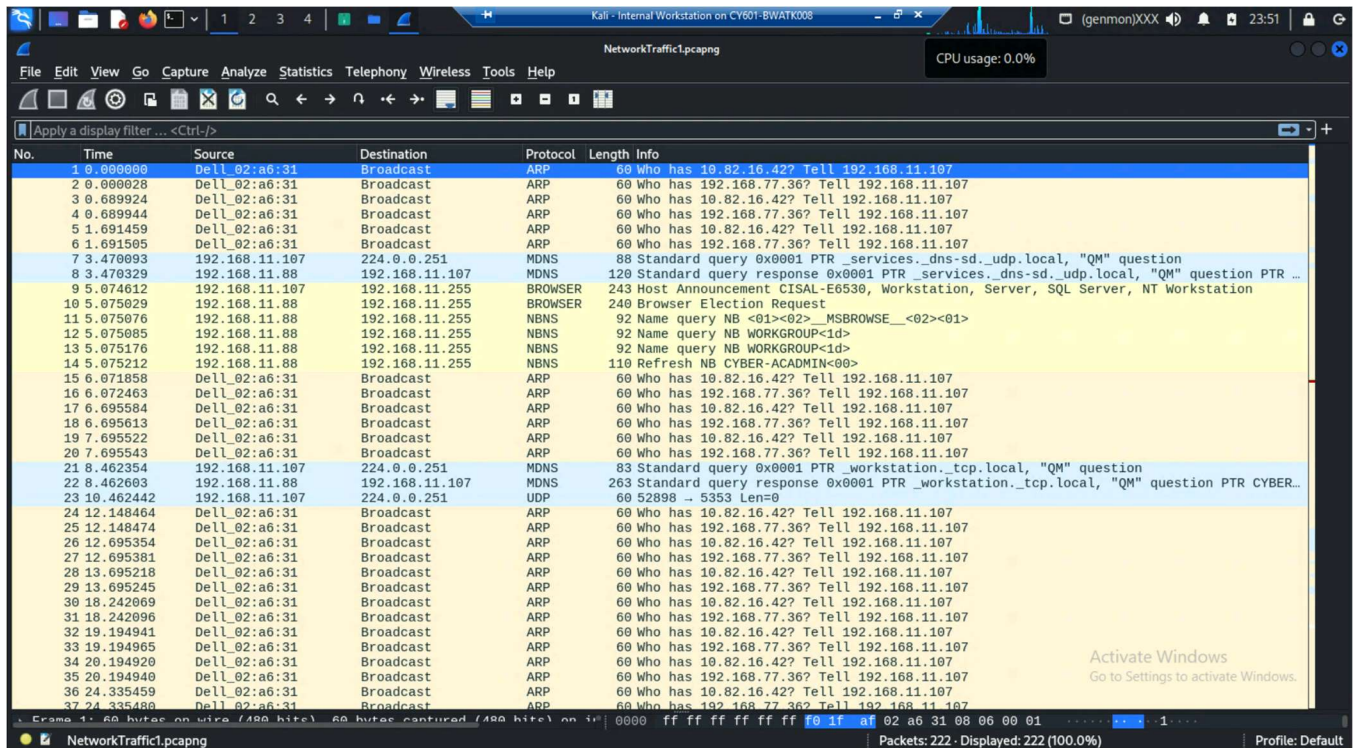 1 2 3 4
Kali - Internal Workstation on CY601-BWATK008
(genmon)XXX 23:51
NetworkTraffic1.pcapng
CPU usage: 0.0%
File Edit View Go Capture Analyze Statistics Telephony Wireless Tools Help
Apply a display filter … <Ctrl-/>
No. Time Source Destination Protocol Length Info
1 0.000000 Dell_02:a6:31 Broadcast ARP 60 Who has 10.82.16.42? Tell 192.168.11.107
2 0.000028 Dell_02:a6:31 Broadcast ARP 60 Who has 192.168.77.36? Tell 192.168.11.107
3 0.689924 Dell_02:a6:31 Broadcast ARP 60 Who has 10.82.16.42? Tell 192.168.11.107
4 0.689944 Dell_02:a6:31 Broadcast ARP 60 Who has 192.168.77.36? Tell 192.168.11.107
5 1.691459 Dell_02:a6:31 Broadcast ARP 60 Who has 10.82.16.42? Tell 192.168.11.107
6 1.691505 Dell_02:a6:31 Broadcast ARP 60 Who has 192.168.77.36? Tell 192.168.11.107
7 3.470093 192.168.11.107 224.0.0.251 MDNS 88 Standard query 0x0001 PTR _services._dns-sd._udp.local, "QM" question
8 3.470329 192.168.11.88 192.168.11.107 MDNS 120 Standard query response 0x0001 PTR _services._dns-sd._udp.local, "QM" question PTR …
9 5.074612 192.168.11.107 192.168.11.255 BROWSER 243 Host Announcement CISAL-E6530, Workstation, Server, SQL Server, NT Workstation
10 5.075029 192.168.11.88 192.168.11.255 BROWSER 240 Browser Election Request
11 5.075076 192.168.11.88 192.168.11.255 NBNS 92 Name query NB <01><02>__MSBROWSE__<02><01>
12 5.075085 192.168.11.88 192.168.11.255 NBNS 92 Name query NB WORKGROUP<1d>
13 5.075176 192.168.11.88 192.168.11.255 NBNS 92 Name query NB WORKGROUP<1d>
14 5.075212 192.168.11.88 192.168.11.255 NBNS 110 Refresh NB CYBER-ACADMIN<00>
15 6.071858 Dell_02:a6:31 Broadcast ARP 60 Who has 10.82.16.42? Tell 192.168.11.107
16 6.072463 Dell_02:a6:31 Broadcast ARP 60 Who has 192.168.77.36? Tell 192.168.11.107
17 6.695584 Dell_02:a6:31 Broadcast ARP 60 Who has 10.82.16.42? Tell 192.168.11.107
18 6.695613 Dell_02:a6:31 Broadcast ARP 60 Who has 192.168.77.36? Tell 192.168.11.107
19 7.695522 Dell_02:a6:31 Broadcast ARP 60 Who has 10.82.16.42? Tell 192.168.11.107
20 7.695543 Dell_02:a6:31 Broadcast ARP 60 Who has 192.168.77.36? Tell 192.168.11.107
21 8.462354 192.168.11.107 224.0.0.251 MDNS 83 Standard query 0x0001 PTR _workstation._tcp.local, "QM" question
22 8.462603 192.168.11.88 192.168.11.107 MDNS 263 Standard query response 0x0001 PTR _workstation._tcp.local, "QM" question PTR CYBER…
23 10.462442 192.168.11.107 224.0.0.251 UDP 60 52898 → 5353 Len=0
24 12.148464 Dell_02:a6:31 Broadcast ARP 60 Who has 10.82.16.42? Tell 192.168.11.107
25 12.148474 Dell_02:a6:31 Broadcast ARP 60 Who has 192.168.77.36? Tell 192.168.11.107
26 12.695354 Dell_02:a6:31 Broadcast ARP 60 Who has 10.82.16.42? Tell 192.168.11.107
27 12.695381 Dell_02:a6:31 Broadcast ARP 60 Who has 192.168.77.36? Tell 192.168.11.107
28 13.695218 Dell_02:a6:31 Broadcast ARP 60 Who has 10.82.16.42? Tell 192.168.11.107
29 13.695245 Dell_02:a6:31 Broadcast ARP 60 Who has 192.168.77.36? Tell 192.168.11.107
30 18.242069 Dell_02:a6:31 Broadcast ARP 60 Who has 10.82.16.42? Tell 192.168.11.107
31 18.242096 Dell_02:a6:31 Broadcast ARP 60 Who has 192.168.77.36? Tell 192.168.11.107
32 19.194941 Dell_02:a6:31 Broadcast ARP 60 Who has 10.82.16.42? Tell 192.168.11.107
33 19.194965 Dell_02:a6:31 Broadcast ARP 60 Who has 192.168.77.36? Tell 192.168.11.107
34 20.194920 Dell_02:a6:31 Broadcast ARP 60 Who has 10.82.16.42? Tell 192.168.11.107
35 20.194940 Dell_02:a6:31 Broadcast ARP 60 Who has 192.168.77.36? Tell 192.168.11.107
36 24.335459 Dell_02:a6:31 Broadcast ARP 60 Who has 10.82.16.42? Tell 192.168.11.107
37 24.335480 Dell_02:a6:31 Broadcast ARP 60 Who has 192.168.77.36? Tell 192.168.11.107
Activate Windows
Go to Settings to activate Windows.
Frame 1: 60 bytes on wire (480 bits), 60 bytes captured (480 bits) on 0000 ff ff ff ff ff ff f0 1f af 02 a6 31 08 06 00 01 ········ ···1····
NetworkTraffic1.pcapng Packets: 222 · Displayed: 222 (100.0%) Profile: Default